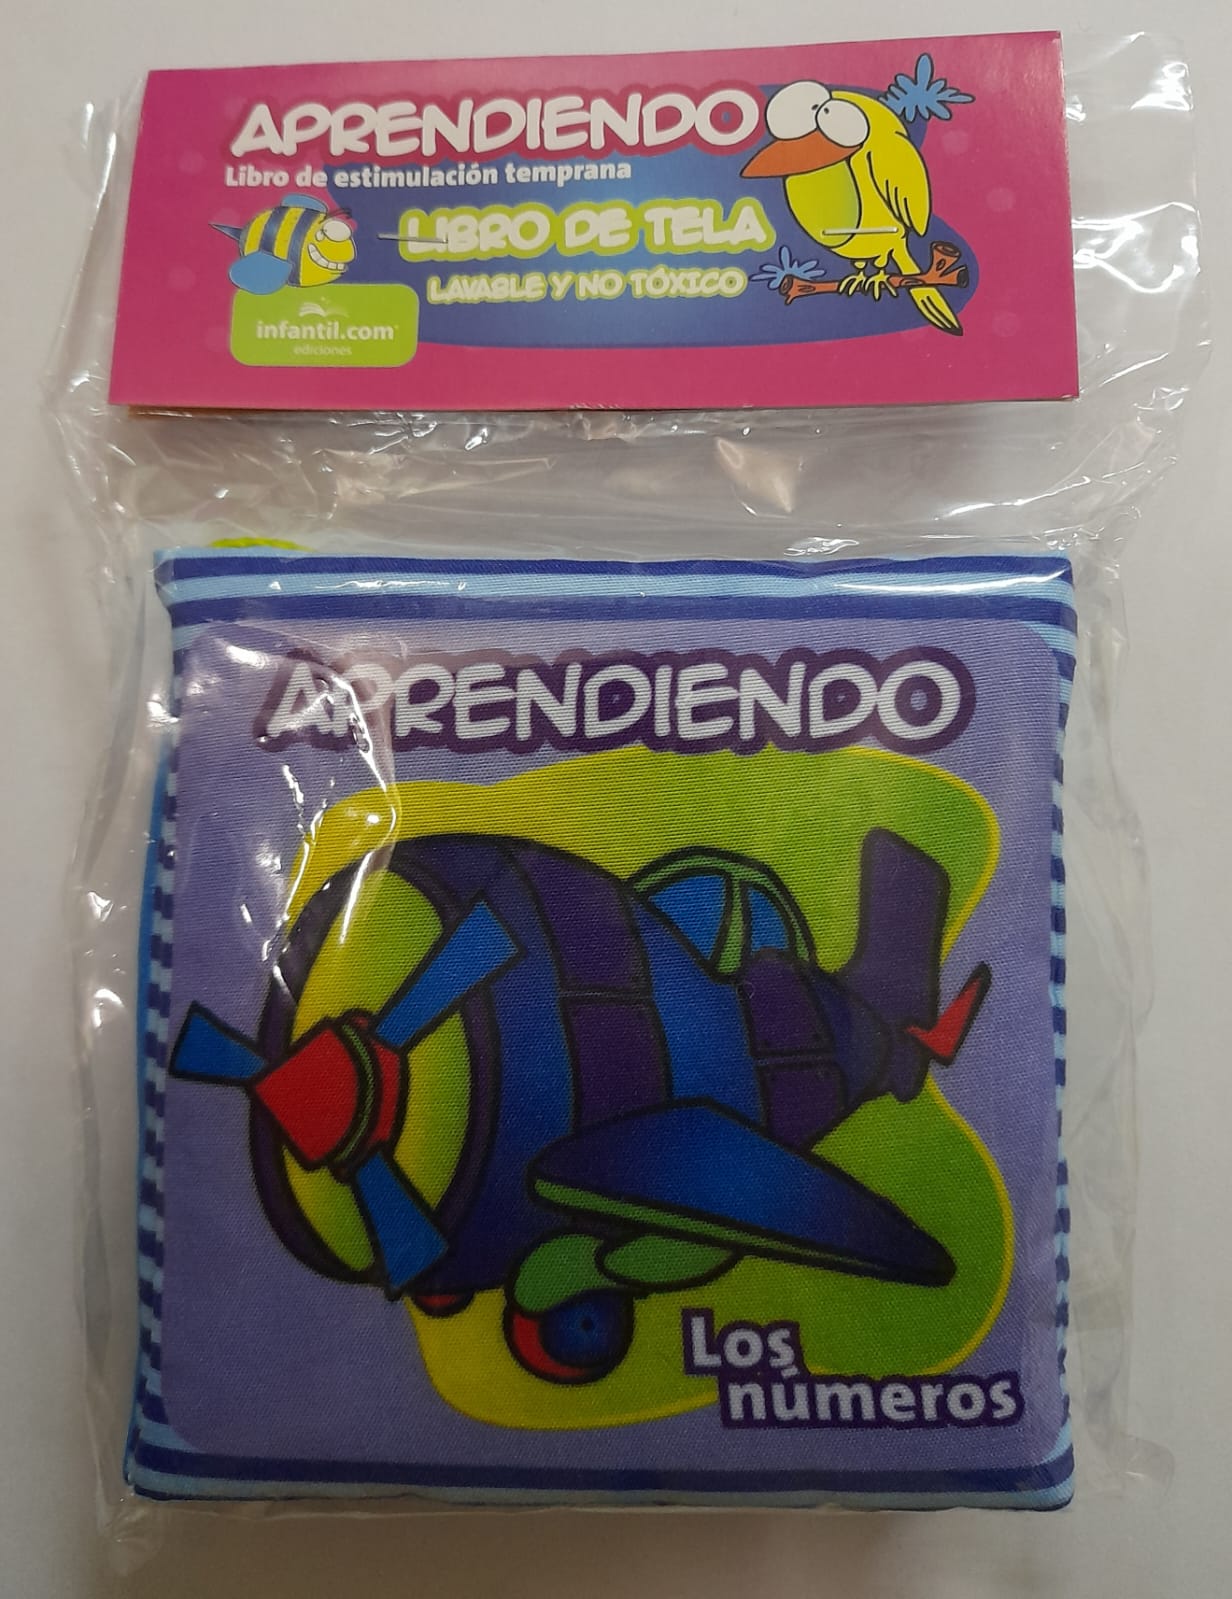 APRENDIENDO
Libro de estimulación temprana
LIBRO DE TELA
LAVABLE Y NO TÓXICO
infantil.com
ediciones
APRENDIENDO
Los
números